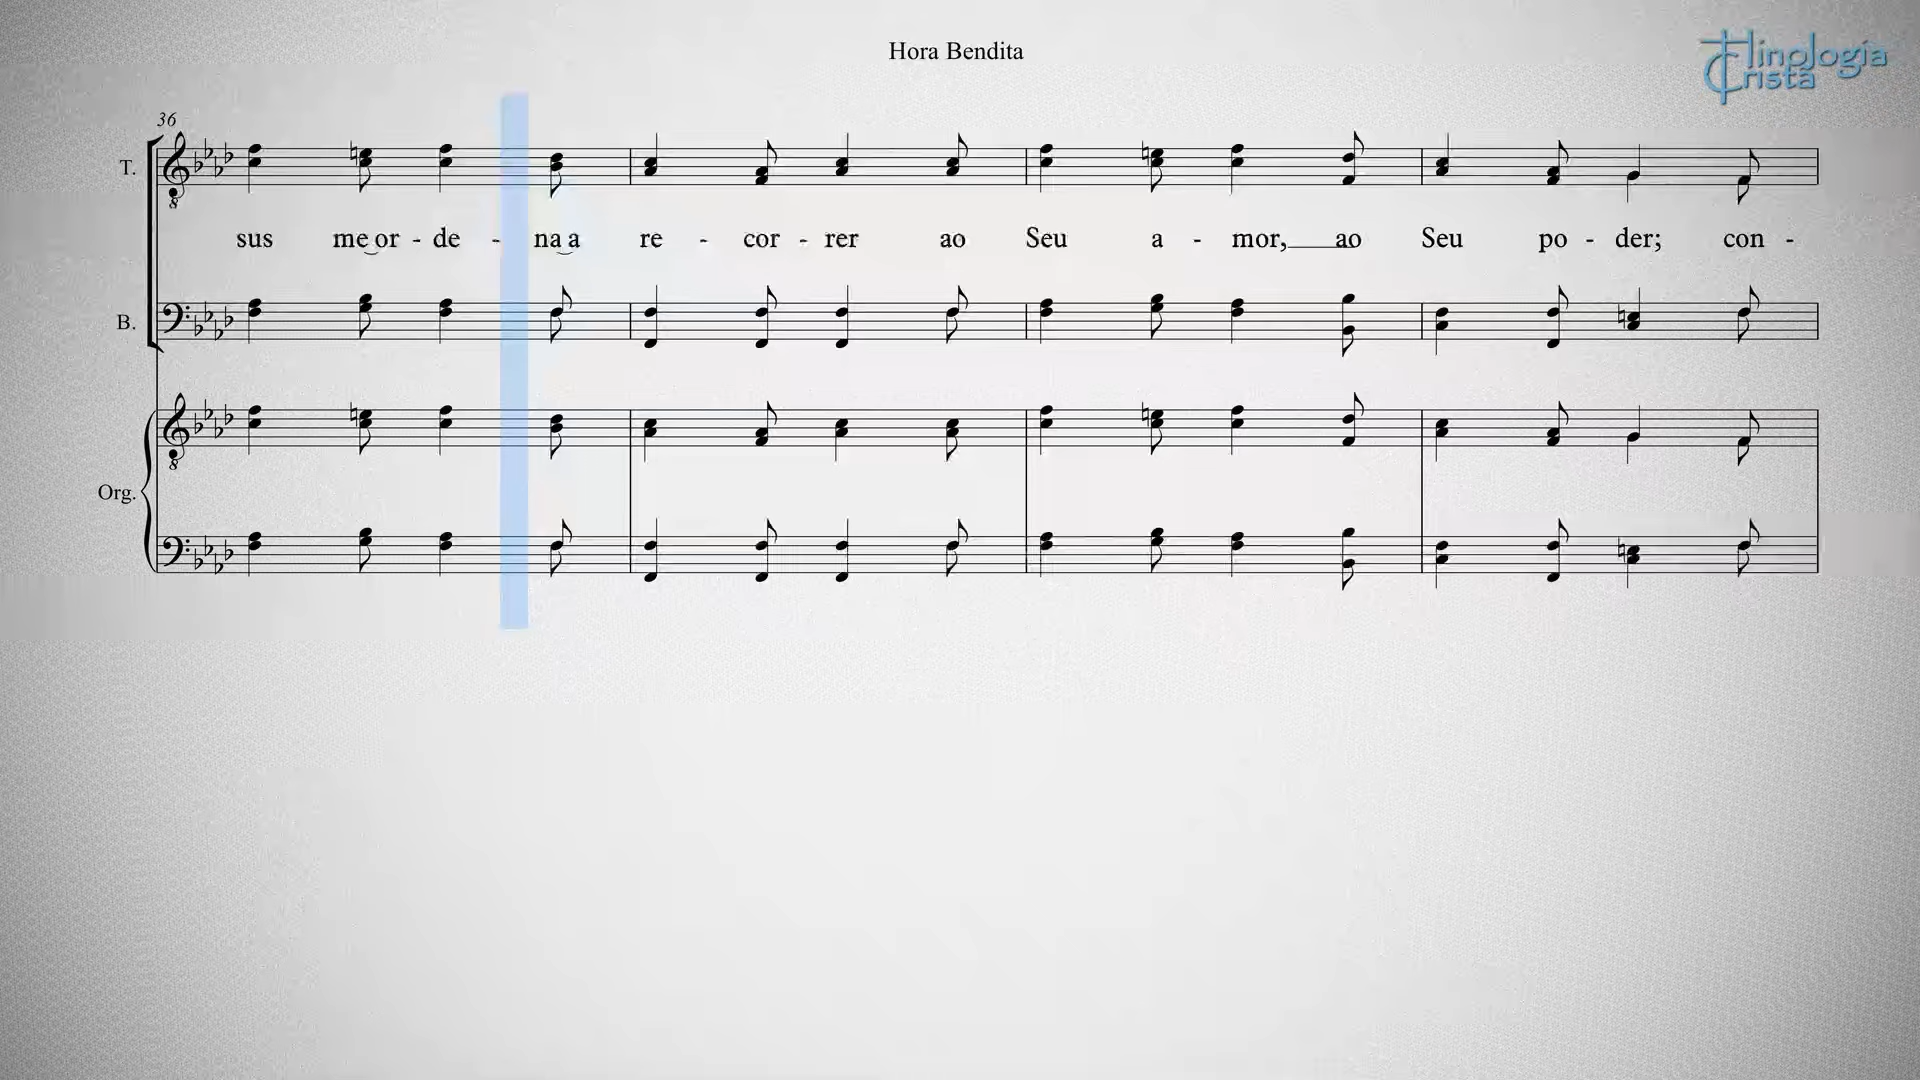 Hora Bendita
Hinologia
Cristã
36
T.
sus me or - de - na a re - cor - rer ao Seu a - mor, ao Seu po - der; con -
B.
Org.